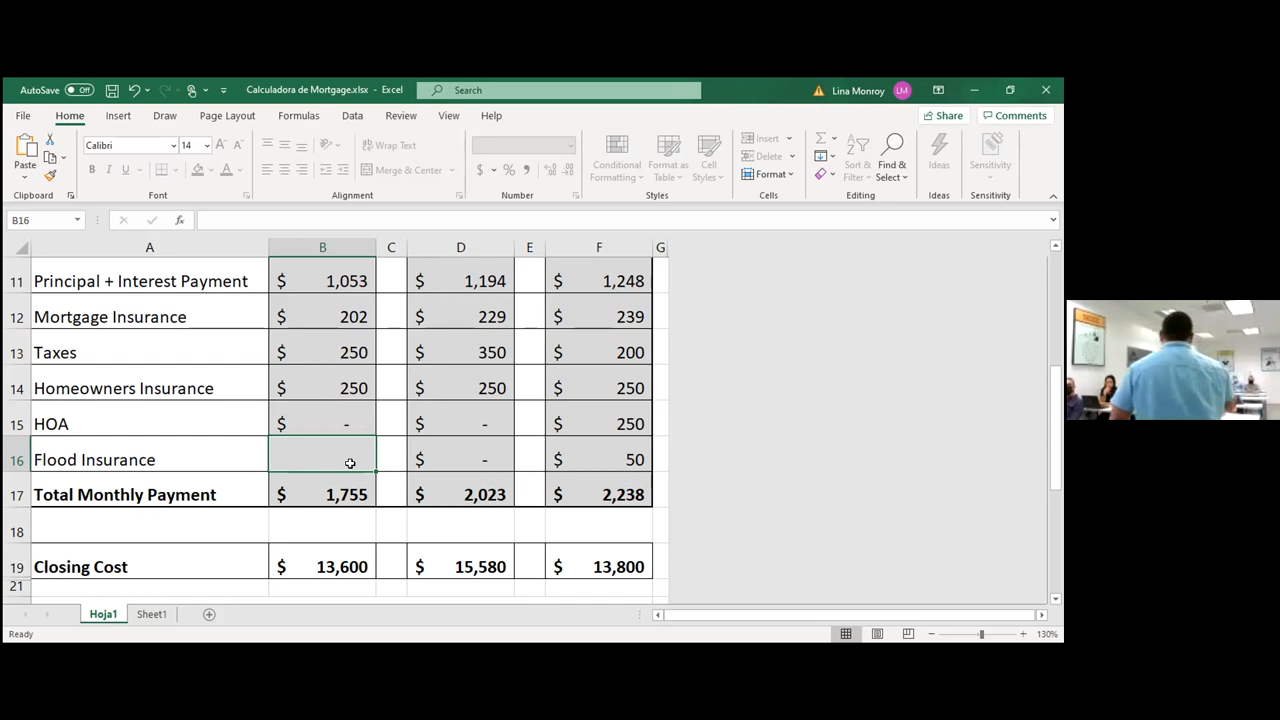 AutoSave Off Calculadora de Mortgage.xlsx - Excel Search Lina Monroy LM
File Home Insert Draw Page Layout Formulas Data Review View Help Share Comments
Paste Calibri 14 A A Wrap Text Conditional Formatting Format as Table Cell Styles Insert Delete Format Sort & Filter Find & Select Ideas Sensitivity
B I U A Merge & Center $ %
Clipboard Font Alignment Number Styles Cells Editing Ideas Sensitivity
B16 fx
A B C D E F G
11 Principal + Interest Payment $ 1,053 $ 1,194 $ 1,248
12 Mortgage Insurance $ 202 $ 229 $ 239
13 Taxes $ 250 $ 350 $ 200
14 Homeowners Insurance $ 250 $ 250 $ 250
15 HOA $ - $ - $ 250
16 Flood Insurance $ - $ 50
17 Total Monthly Payment $ 1,755 $ 2,023 $ 2,238
18
19 Closing Cost $ 13,600 $ 15,580 $ 13,800
21
Hoja1 Sheet1
Ready 130%